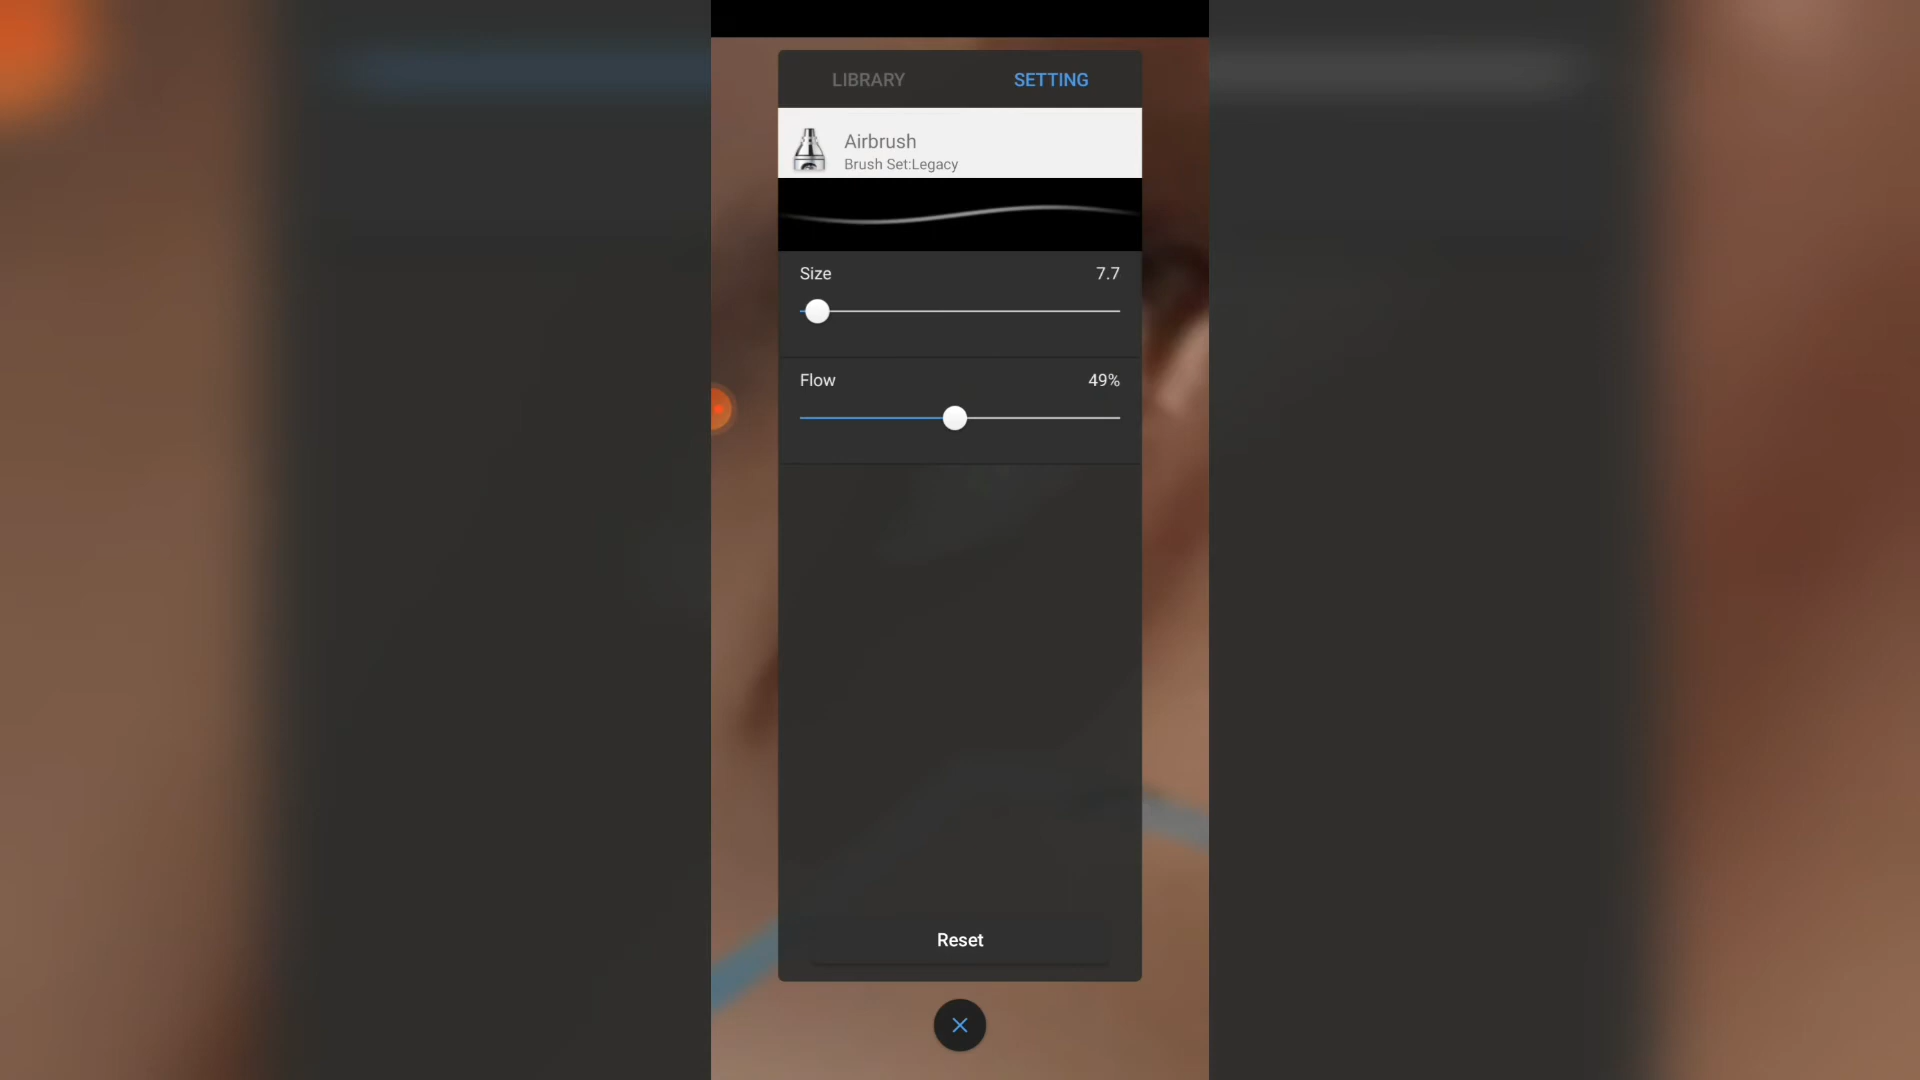 LIBRARY SETTING
Airbrush
Brush Set:Legacy
Size 7.7
Flow 49%
Reset